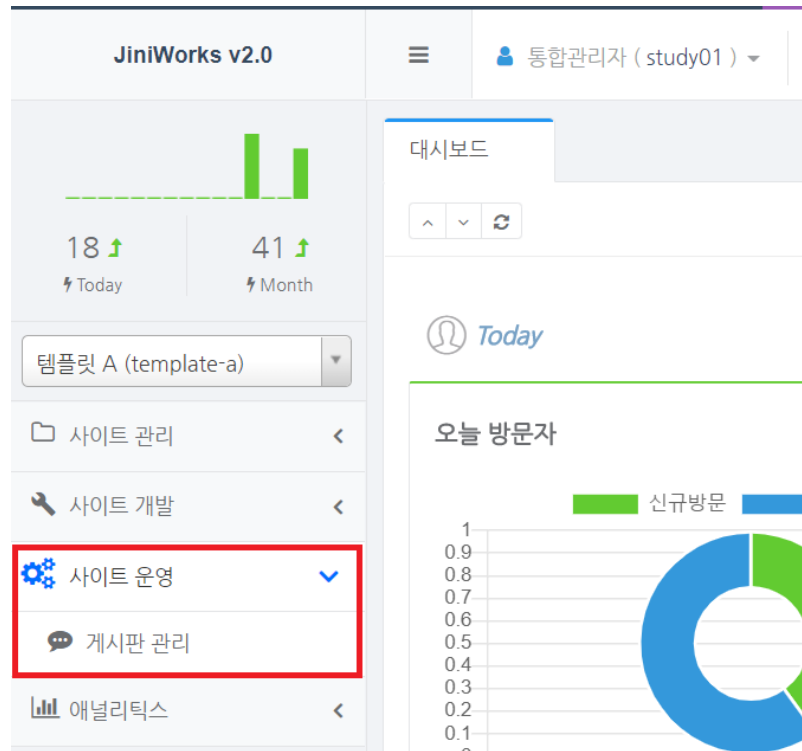 JiniWorks v2.0
통합관리자 ( study01 )
18
41
Today
Month
템플릿 A (template-a)
사이트 관리
사이트 개발
사이트 운영
게시판 관리
애널리틱스
대시보드
Today
오늘 방문자
신규방문
1
0.9
0.8
0.7
0.6
0.5
0.4
0.3
0.2
0.1